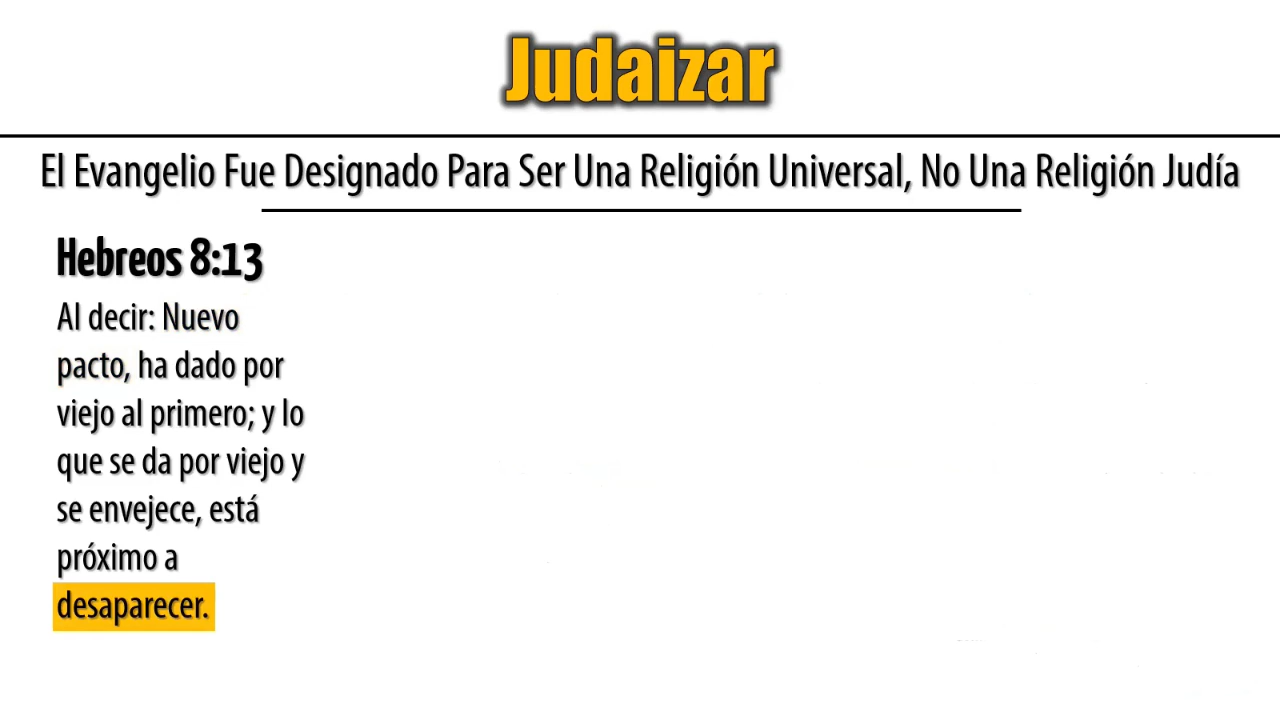 Judaizar
El Evangelio Fue Designado Para Ser Una Religión Universal, No Una Religión Judía
Hebreos 8:13
Al decir: Nuevo
pacto, ha dado por
viejo al primero; y lo
que se da por viejo y
se envejece, está
próximo a
desaparecer.